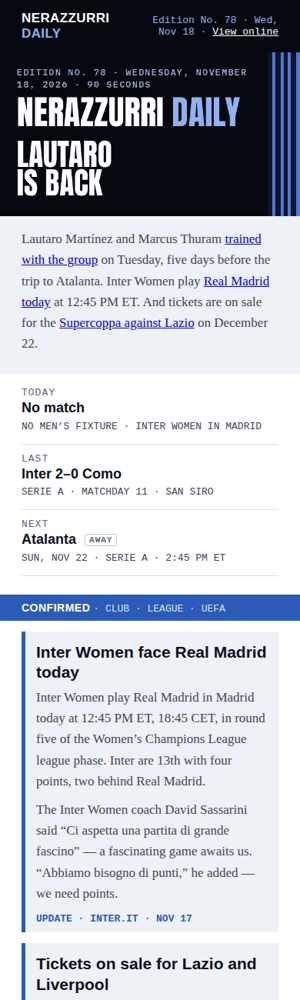 NERAZZURRI
DAILY
Edition No. 78 · Wed,
Nov 18 · View online
EDITION NO. 78 · WEDNESDAY, NOVEMBER
18, 2026 · 90 SECONDS
NERAZZURRI DAILY
LAUTARO
IS BACK
Lautaro Martínez and Marcus Thuram trained
with the group on Tuesday, five days before the
trip to Atalanta. Inter Women play Real Madrid
today at 12:45 PM ET. And tickets are on sale
for the Supercoppa against Lazio on December
22.
TODAY
No match
NO MEN’S FIXTURE · INTER WOMEN IN MADRID
LAST
Inter 2–0 Como
SERIE A · MATCHDAY 11 · SAN SIRO
NEXT
Atalanta AWAY
SUN, NOV 22 · SERIE A · 2:45 PM ET
CONFIRMED · CLUB · LEAGUE · UEFA
Inter Women face Real Madrid
today
Inter Women play Real Madrid in Madrid
today at 12:45 PM ET, 18:45 CET, in round
five of the Women’s Champions League
league phase. Inter are 13th with four
points, two behind Real Madrid.
The Inter Women coach David Sassarini
said “Ci aspetta una partita di grande
fascino” — a fascinating game awaits us.
“Abbiamo bisogno di punti,” he added —
we need points.
UPDATE · INTER.IT · NOV 17
Tickets on sale for Lazio and
Liverpool